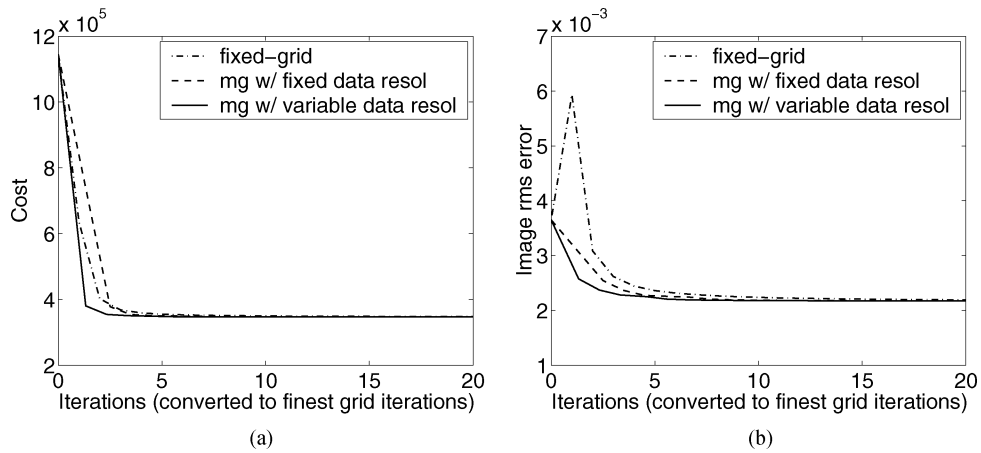 x 10^5
12
10
8
6
4
2
Cost
fixed-grid
mg w/ fixed data resol
mg w/ variable data resol
0 5 10 15 20
Iterations (converted to finest grid iterations)
(a)
x 10^-3
7
6
5
4
3
2
1
Image rms error
fixed-grid
mg w/ fixed data resol
mg w/ variable data resol
0 5 10 15 20
Iterations (converted to finest grid iterations)
(b)